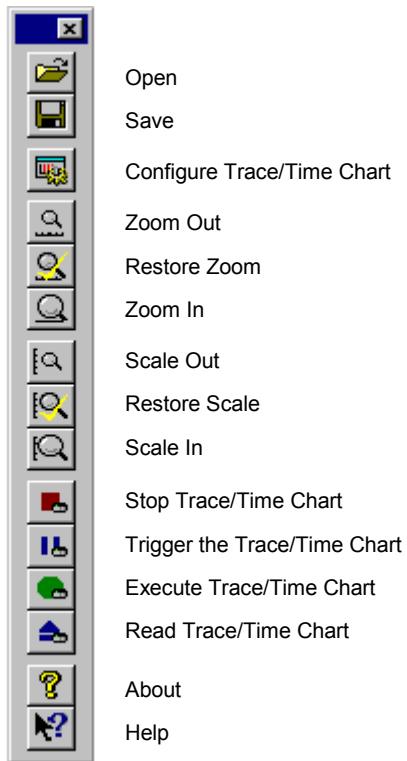 Open
Save
Configure Trace/Time Chart
Zoom Out
Restore Zoom
Zoom In
Scale Out
Restore Scale
Scale In
Stop Trace/Time Chart
Trigger the Trace/Time Chart
Execute Trace/Time Chart
Read Trace/Time Chart
About
Help